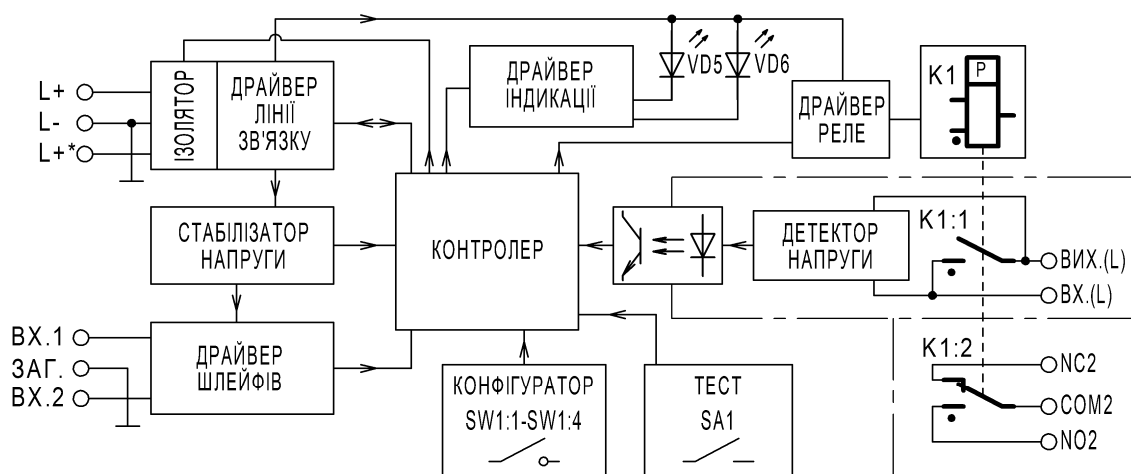 L+
L-
L+*
ІЗОЛЯТОР
ДРАЙВЕР
ЛІНІЇ
ЗВ'ЯЗКУ
ДРАЙВЕР
ІНДИКАЦІЇ
VD5
VD6
ДРАЙВЕР
РЕЛЕ
K1
P
СТАБІЛІЗАТОР
НАПРУГИ
КОНТРОЛЕР
ДЕТЕКТОР
НАПРУГИ
K1:1
ВИХ.(L)
ВХ.(L)
ВХ.1
ЗАГ.
ВХ.2
ДРАЙВЕР
ШЛЕЙФІВ
КОНФІГУРАТОР
SW1:1-SW1:4
ТЕСТ
SA1
K1:2
NC2
COM2
NO2